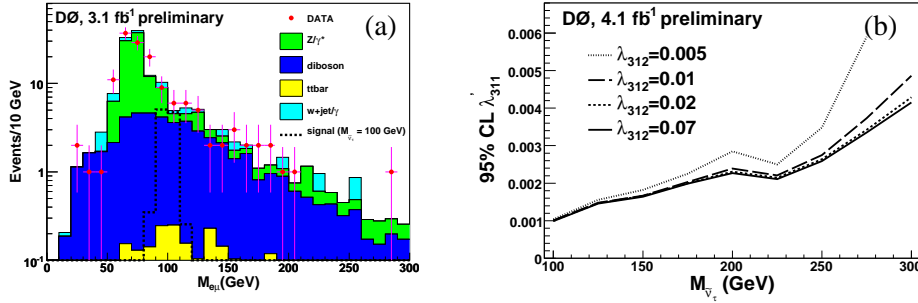 DØ, 3.1 fb⁻¹ preliminary
(a)
DATA
Z/γ*
diboson
ttbar
w+jet/γ
signal (M_ν̃τ = 100 GeV)
Events/10 GeV
10
1
10⁻¹
0 50 100 150 200 250 300
M_eμ(GeV)
DØ, 4.1 fb⁻¹ preliminary
(b)
λ₃₁₂=0.005
λ₃₁₂=0.01
λ₃₁₂=0.02
λ₃₁₂=0.07
95% CL λ'₃₁₁
0.006
0.005
0.004
0.003
0.002
0.001
100 150 200 250 300
M_ν̃τ (GeV)